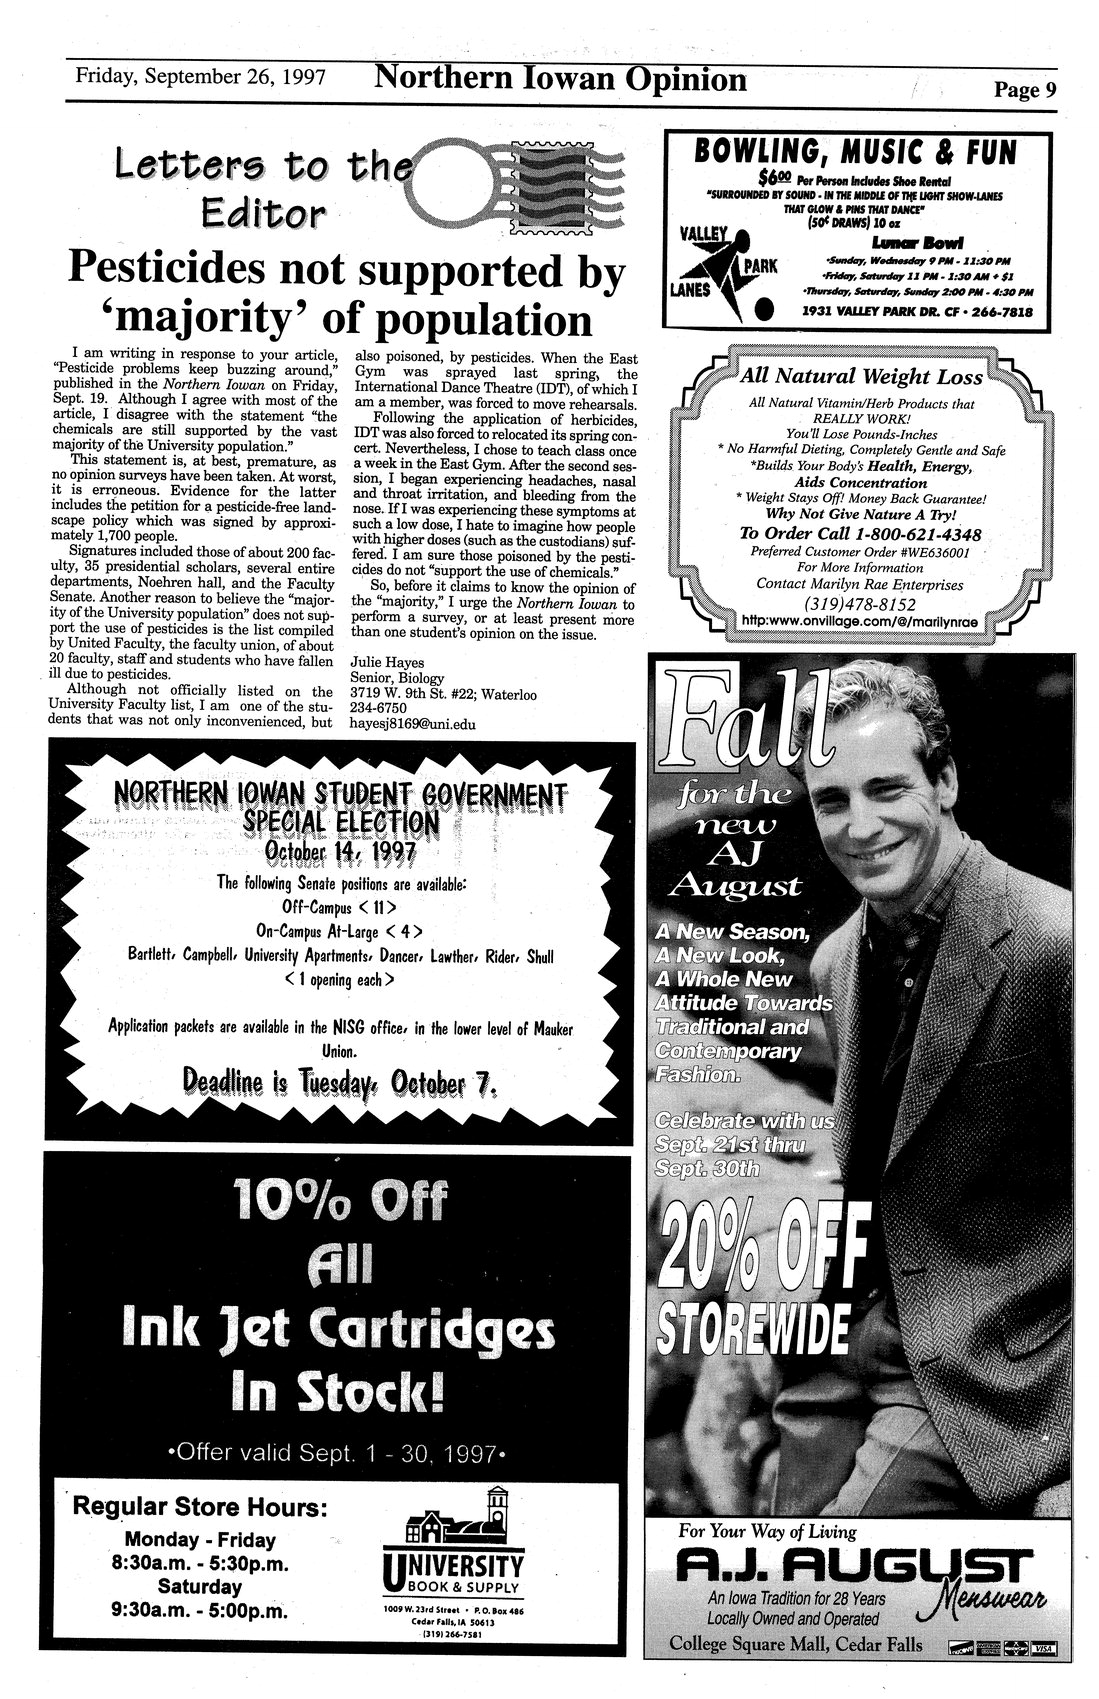 Friday, September 26, 1997
Northern Iowan Opinion
Page 9
Letters to the
Editor
Pesticides not supported by
‘majority’ of population
I am writing in response to your article,
“Pesticide problems keep buzzing around,”
published in the Northern Iowan on Friday,
Sept. 19. Although I agree with most of the
article, I disagree with the statement “the
chemicals are still supported by the vast
majority of the University population.”
This statement is, at best, premature, as
no opinion surveys have been taken. At worst,
it is erroneous. Evidence for the latter
includes the petition for a pesticide-free land-
scape policy which was signed by approxi-
mately 1,700 people.
Signatures included those of about 200 fac-
ulty, 35 presidential scholars, several entire
departments, Noehren hall, and the Faculty
Senate. Another reason to believe the “major-
ity of the University population” does not sup-
port the use of pesticides is the list compiled
by United Faculty, the faculty union, of about
20 faculty, staff and students who have fallen
ill due to pesticides.
Although not officially listed on the
University Faculty list, I am one of the stu-
dents that was not only inconvenienced, but
also poisoned, by pesticides. When the East
Gym was sprayed last spring, the
International Dance Theatre (IDT), of which I
am a member, was forced to move rehearsals.
Following the application of herbicides,
IDT was also forced to relocated its spring con-
cert. Nevertheless, I chose to teach class once
a week in the East Gym. After the second ses-
sion, I began experiencing headaches, nasal
and throat irritation, and bleeding from the
nose. If I was experiencing these symptoms at
such a low dose, I hate to imagine how people
with higher doses (such as the custodians) suf-
fered. I am sure those poisoned by the pesti-
cides do not “support the use of chemicals.”
So, before it claims to know the opinion of
the “majority,” I urge the Northern Iowan to
perform a survey, or at least present more
than one student’s opinion on the issue.
Julie Hayes
Senior, Biology
3719 W. 9th St. #22; Waterloo
234-6750
hayesj8169@uni.edu
BOWLING, MUSIC & FUN
$6.00 Per Person Includes Shoe Rental
"SURROUNDED BY SOUND - IN THE MIDDLE OF THE LIGHT SHOW-LANES
THAT GLOW & PINS THAT DANCE"
(50¢ DRAWS) 10 oz
VALLEY
PARK
LANES
Lunar Bowl
•Sunday, Wednesday 9 PM - 11:30 PM
•Friday, Saturday 11 PM - 1:30 AM + $1
•Thursday, Saturday, Sunday 2:00 PM - 4:30 PM
1931 VALLEY PARK DR. CF • 266-7818
All Natural Weight Loss
All Natural Vitamin/Herb Products that
REALLY WORK!
You'll Lose Pounds-Inches
* No Harmful Dieting, Completely Gentle and Safe
*Builds Your Body's Health, Energy,
Aids Concentration
* Weight Stays Off! Money Back Guarantee!
Why Not Give Nature A Try!
To Order Call 1-800-621-4348
Preferred Customer Order #WE636001
For More Information
Contact Marilyn Rae Enterprises
(319)478-8152
http:www.onvillage.com/@/marilynrae
NORTHERN IOWAN STUDENT GOVERNMENT
SPECIAL ELECTION
October 14, 1997
The following Senate positions are available:
Off-Campus < 11 >
On-Campus At-Large < 4 >
Bartlett, Campbell, University Apartments, Dancer, Lawther, Rider, Shull
< 1 opening each >
Application packets are available in the NISG office, in the lower level of Mauker
Union.
Deadline is Tuesday, October 7.
10% Off
All
Ink Jet Cartridges
In Stock!
•Offer valid Sept. 1 - 30, 1997•
Regular Store Hours:
Monday - Friday
8:30a.m. - 5:30p.m.
Saturday
9:30a.m. - 5:00p.m.
UNIVERSITY
BOOK & SUPPLY
1009 W. 23rd Street • P.O. Box 486
Cedar Falls, IA 50613
(319) 266-7581
Fall
for the
new
AJ
August
A New Season,
A New Look,
A Whole New
Attitude Towards
Traditional and
Contemporary
Fashion.
Celebrate with us
Sept. 21st thru
Sept. 30th
20% OFF
STOREWIDE
For Your Way of Living
A.J. AUGUST
Menswear
An Iowa Tradition for 28 Years
Locally Owned and Operated
College Square Mall, Cedar Falls
VISA